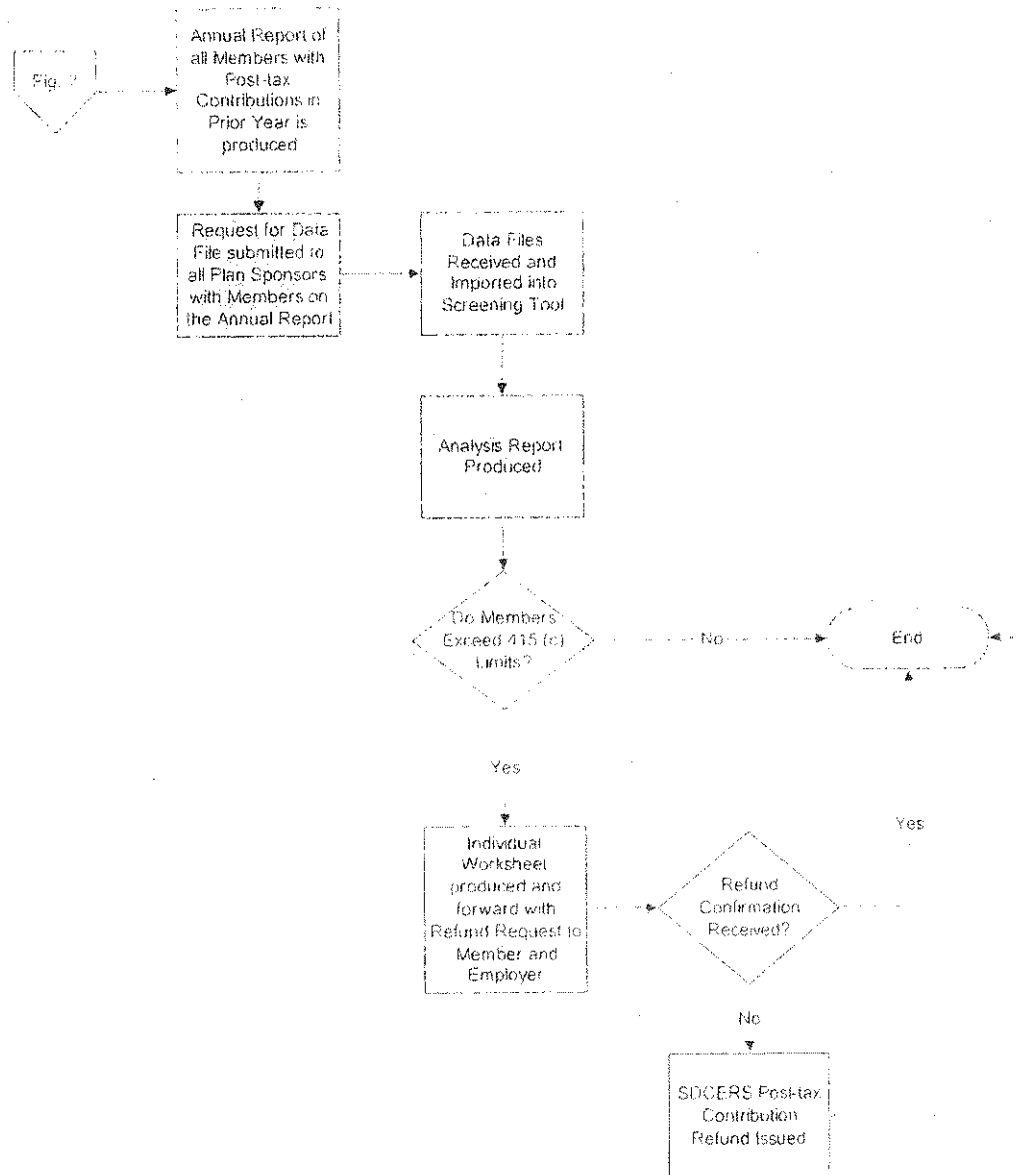 Fig. ?
Annual Report of
all Members with
Post-tax
Contributions in
Prior Year is
produced
Request for Data
File submitted to
all Plan Sponsors
with Members on
the Annual Report
Data Files
Received and
Imported into
Screening Tool
Analysis Report
Produced
Do Members
Exceed 415 (c)
Limits?
No
End
Yes
Individual
Worksheet
produced and
forward with
Refund Request to
Member and
Employer
Refund
Confirmation
Received?
Yes
No
SDCERS Post-tax
Contribution
Refund Issued